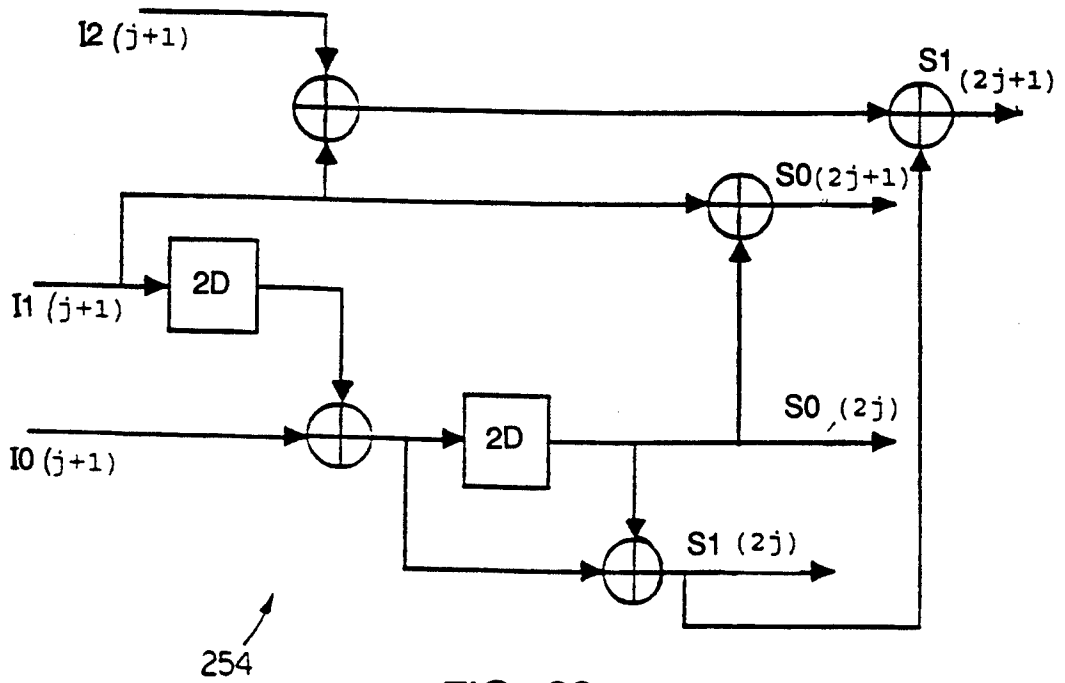 I2 (j+1)
S1 (2j+1)
S0 (2j+1)
2D
I1 (j+1)
S0 (2j)
2D
I0 (j+1)
S1 (2j)
254